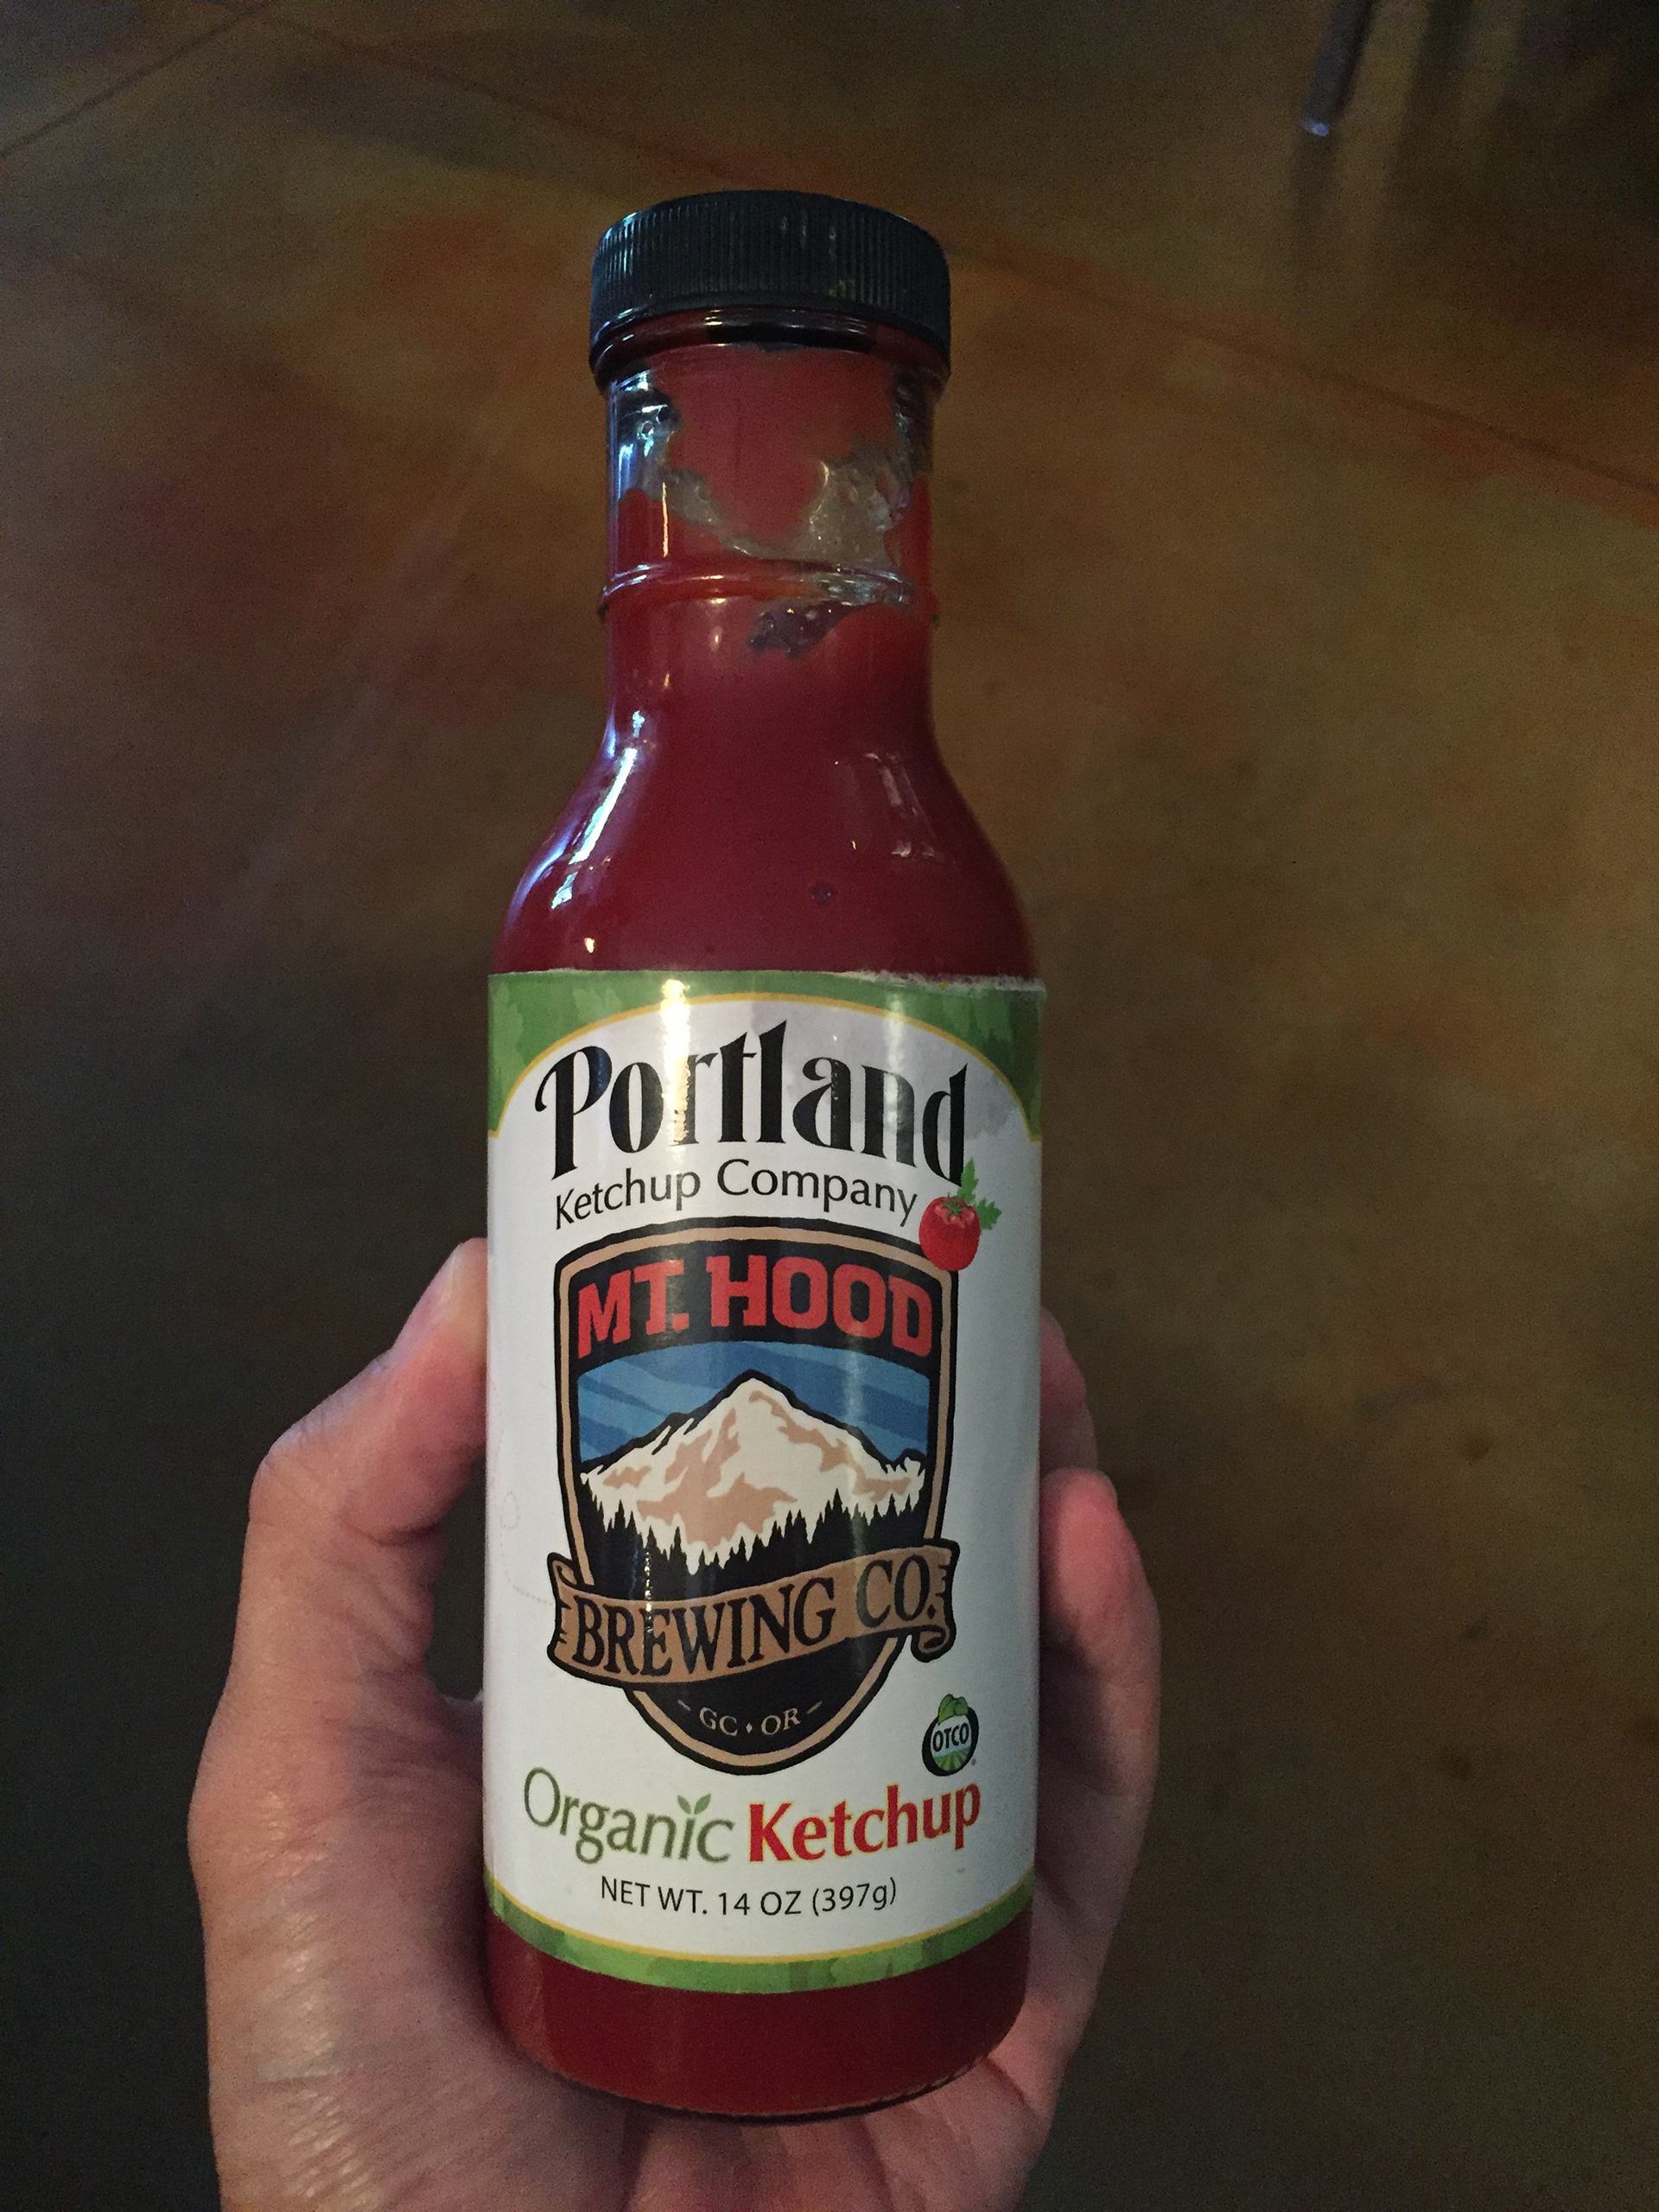 Portland
Ketchup Company
MT. HOOD
BREWING CO.
- GC • OR -
OTCO
Organic Ketchup
NET WT. 14 OZ (397g)